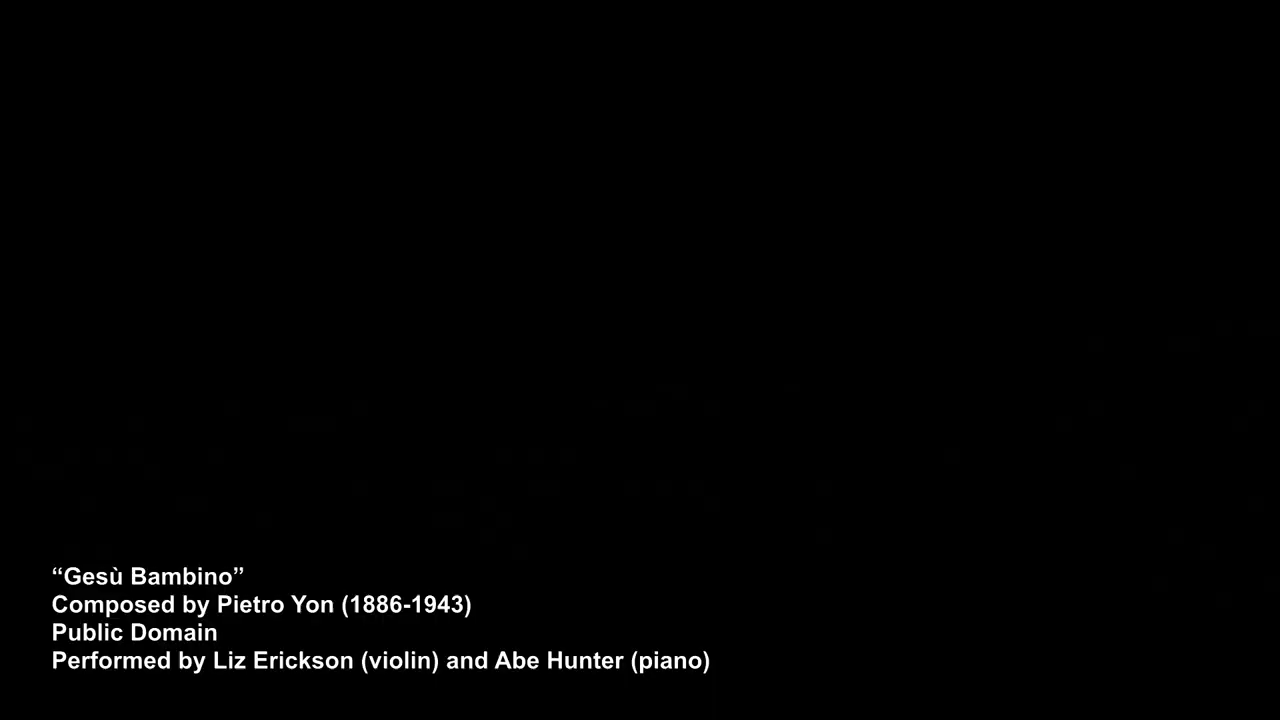 “Gesù Bambino”
Composed by Pietro Yon (1886-1943)
Public Domain
Performed by Liz Erickson (violin) and Abe Hunter (piano)